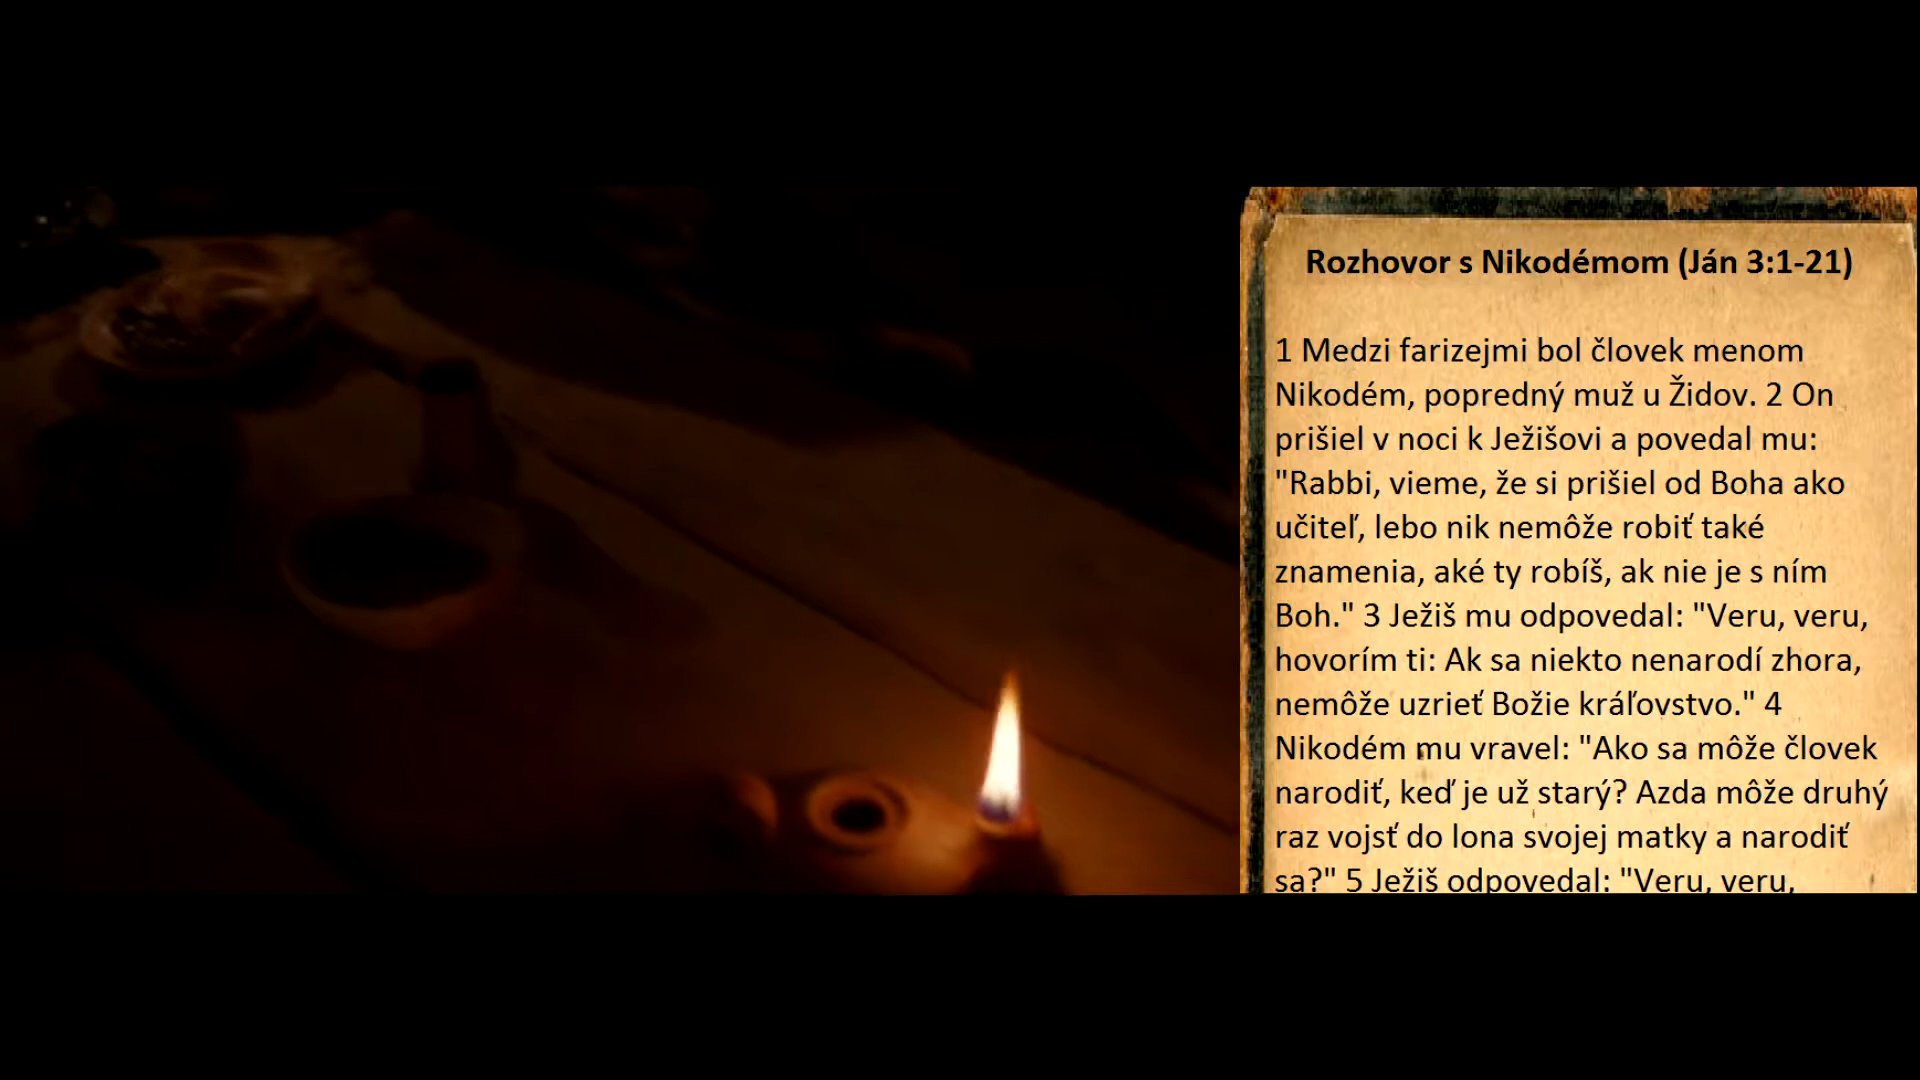 Rozhovor s Nikodémom (Ján 3:1-21)
1 Medzi farizejmi bol človek menom
Nikodém, popredný muž u Židov. 2 On
prišiel v noci k Ježišovi a povedal mu:
"Rabbi, vieme, že si prišiel od Boha ako
učiteľ, lebo nik nemôže robiť také
znamenia, aké ty robíš, ak nie je s ním
Boh." 3 Ježiš mu odpovedal: "Veru, veru,
hovorím ti: Ak sa niekto nenarodí zhora,
nemôže uzrieť Božie kráľovstvo." 4
Nikodém mu vravel: "Ako sa môže človek
narodiť, keď je už starý? Azda môže druhý
raz vojsť do lona svojej matky a narodiť
sa?" 5 Ježiš odpovedal: "Veru, veru,